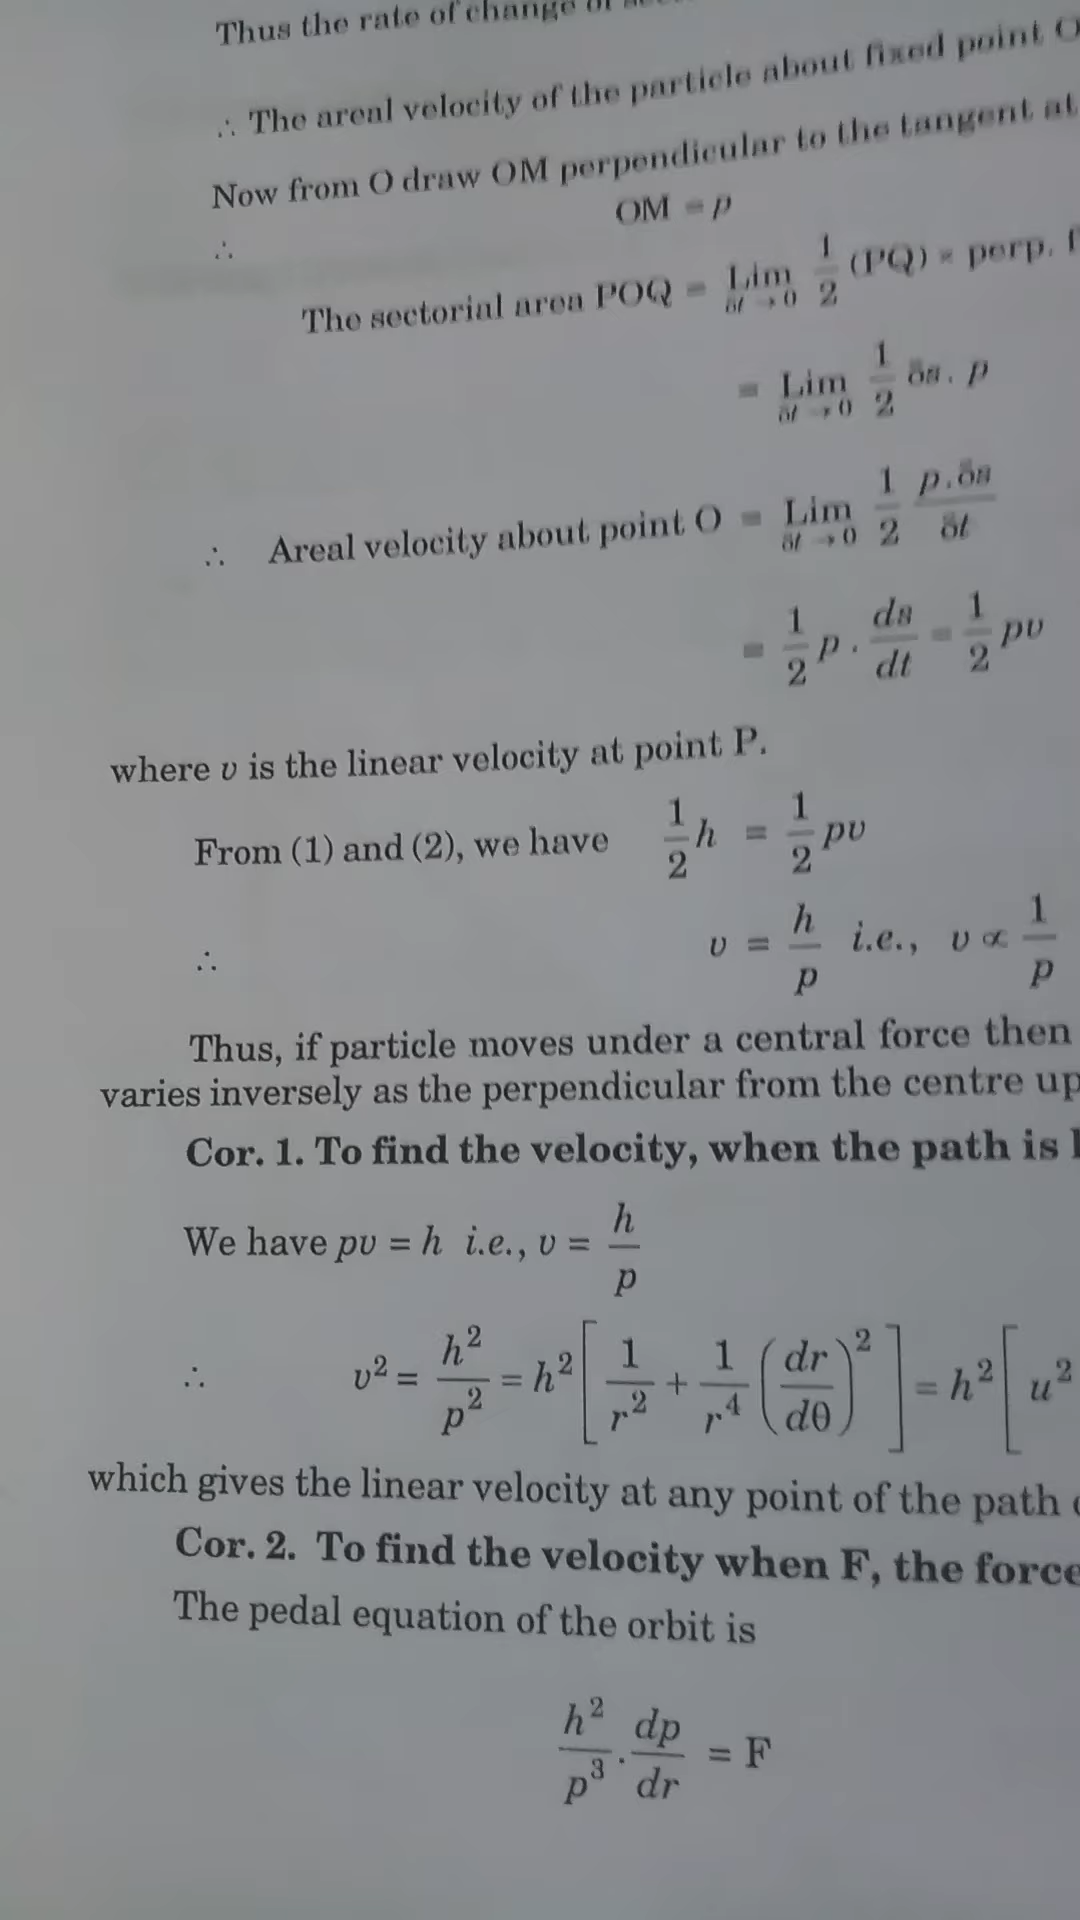 Thus the rate of change of
∴ The areal velocity of the particle about fixed point O
Now from O draw OM perpendicular to the tangent at
∴ OM = p
The sectorial area POQ = Lim_{δt → 0} 1/2 (PQ) × perp.
= Lim_{δt → 0} 1/2 δs . p
∴ Areal velocity about point O = Lim_{δt → 0} 1/2 p.δs/δt
= 1/2 p . ds/dt = 1/2 pv
where v is the linear velocity at point P.
From (1) and (2), we have 1/2 h = 1/2 pv
∴ v = h/p i.e., v ∝ 1/p
Thus, if particle moves under a central force then
varies inversely as the perpendicular from the centre up
Cor. 1. To find the velocity, when the path is
We have pv = h i.e., v = h/p
∴ v² = h²/p² = h² [ 1/r² + 1/r⁴ (dr/dθ)² ] = h² [ u²
which gives the linear velocity at any point of the path
Cor. 2. To find the velocity when F, the force
The pedal equation of the orbit is
h²/p³ . dp/dr = F